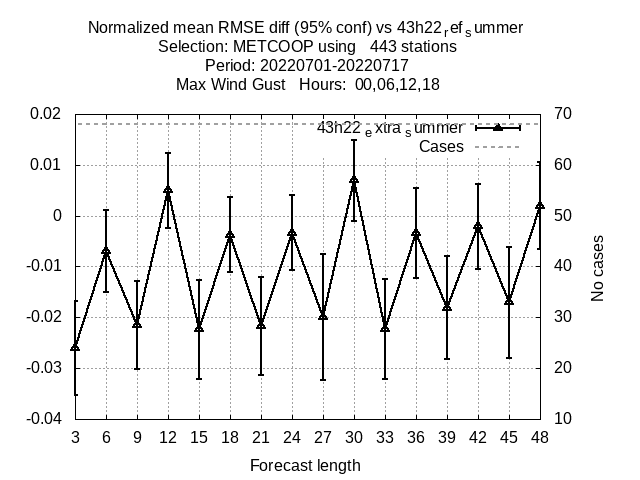 Normalized mean RMSE diff (95% conf) vs 43h22refsummer
Selection: METCOOP using 443 stations
Period: 20220701-20220717
Max Wind Gust Hours: 00,06,12,18
43h22extrasummer
Cases
0.02
0.01
0
-0.01
-0.02
-0.03
-0.04
70
60
50
40
30
20
10
No cases
3 6 9 12 15 18 21 24 27 30 33 36 39 42 45 48
Forecast length